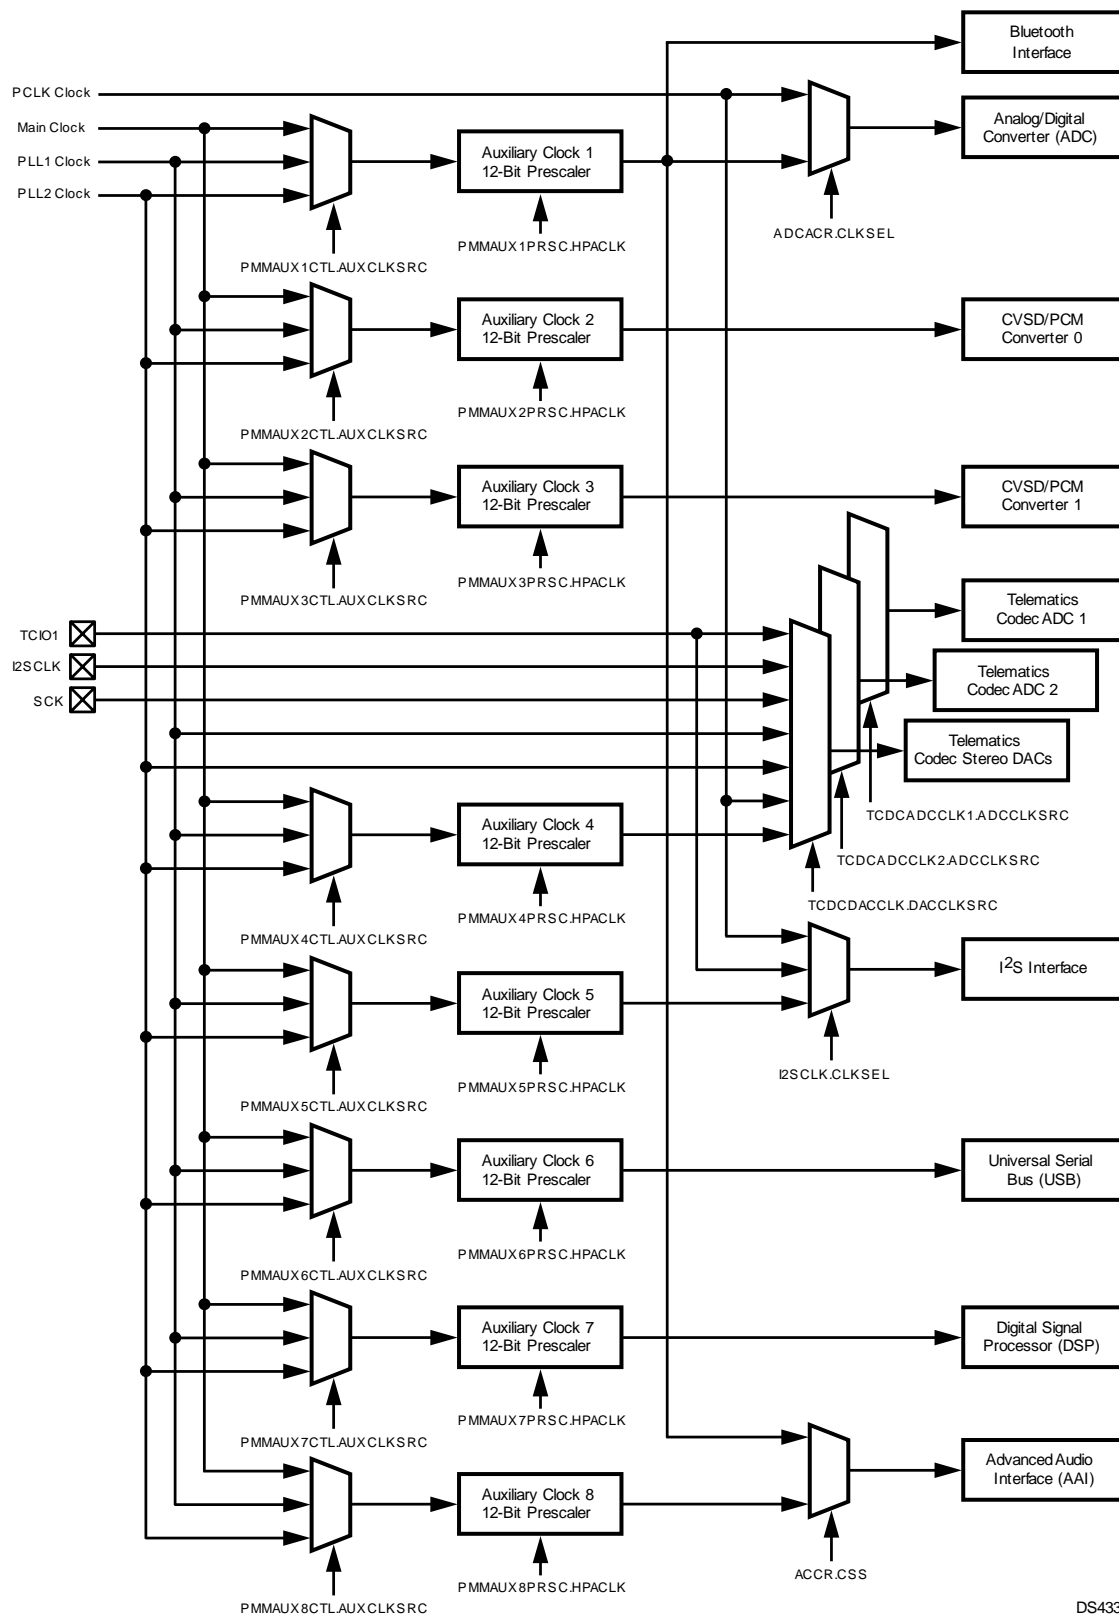 Bluetooth
Interface
PCLK Clock
Analog/Digital
Converter (ADC)
Main Clock
Auxiliary Clock 1
12-Bit Prescaler
PLL1 Clock
PLL2 Clock
ADCACR.CLKSEL
PMMAUX1PRSC.HPACLK
PMMAUX1CTL.AUXCLKSRC
Auxiliary Clock 2
12-Bit Prescaler
CVSD/PCM
Converter 0
PMMAUX2PRSC.HPACLK
PMMAUX2CTL.AUXCLKSRC
Auxiliary Clock 3
12-Bit Prescaler
CVSD/PCM
Converter 1
PMMAUX3PRSC.HPACLK
PMMAUX3CTL.AUXCLKSRC
Telematics
Codec ADC 1
TCIO1
I2SCLK
Telematics
Codec ADC 2
SCK
Telematics
Codec Stereo DACs
TCDCADCCLK1.ADCCLKSRC
Auxiliary Clock 4
12-Bit Prescaler
TCDCADCCLK2.ADCCLKSRC
TCDCDACCLK.DACCLKSRC
PMMAUX4PRSC.HPACLK
PMMAUX4CTL.AUXCLKSRC
I2S Interface
Auxiliary Clock 5
12-Bit Prescaler
I2SCLK.CLKSEL
PMMAUX5PRSC.HPACLK
PMMAUX5CTL.AUXCLKSRC
Auxiliary Clock 6
12-Bit Prescaler
Universal Serial
Bus (USB)
PMMAUX6PRSC.HPACLK
PMMAUX6CTL.AUXCLKSRC
Auxiliary Clock 7
12-Bit Prescaler
Digital Signal
Processor (DSP)
PMMAUX7PRSC.HPACLK
PMMAUX7CTL.AUXCLKSRC
Auxiliary Clock 8
12-Bit Prescaler
Advanced Audio
Interface (AAI)
ACCR.CSS
PMMAUX8PRSC.HPACLK
PMMAUX8CTL.AUXCLKSRC
DS433